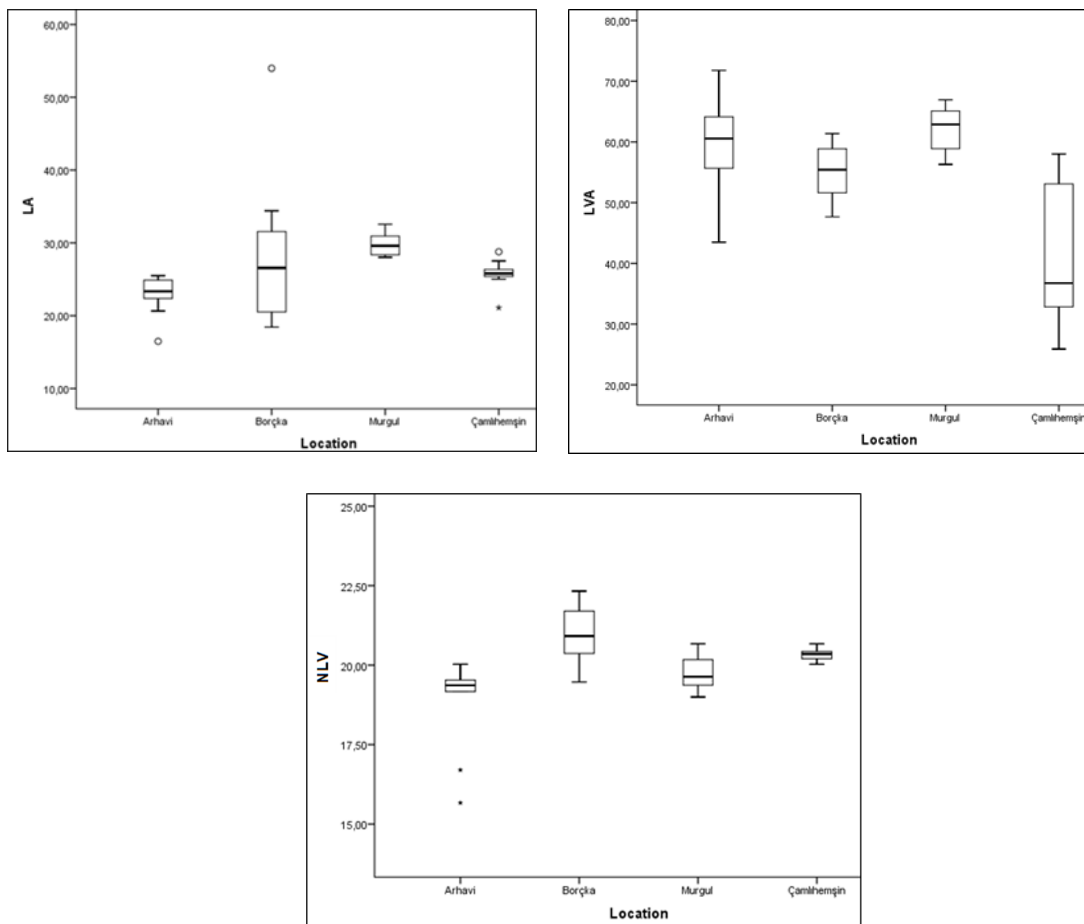 60,00
50,00
40,00
30,00
20,00
10,00
LA
Arhavi Borçka Murgul Çamlıhemşin
Location
80,00
70,00
60,00
50,00
40,00
30,00
20,00
LVA
Arhavi Borçka Murgul Çamlıhemşin
Location
25,00
22,50
20,00
17,50
15,00
NLV
Arhavi Borçka Murgul Çamlıhemşin
Location